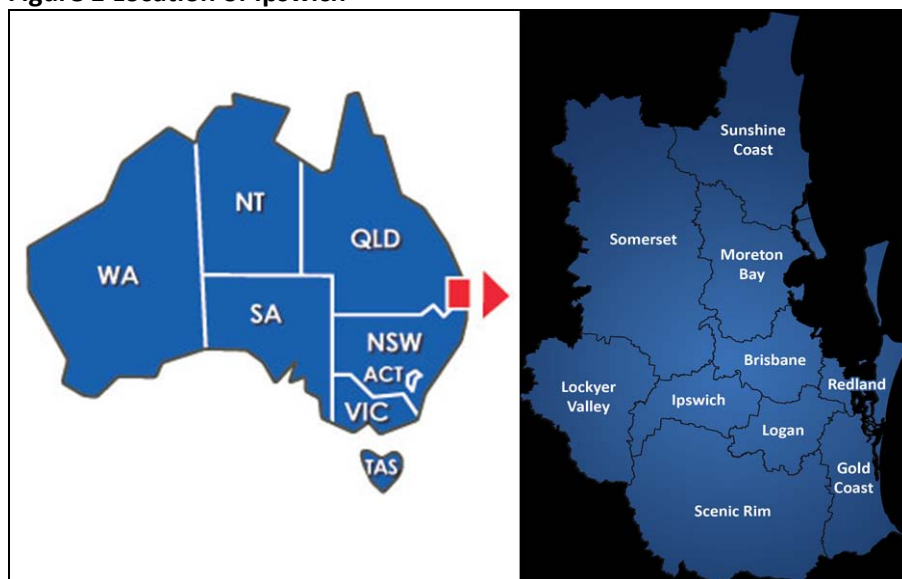 Figure 2 Location of Ipswich
WA
NT
QLD
SA
NSW
ACT
VIC
TAS
Sunshine
Coast
Somerset
Moreton
Bay
Brisbane
Lockyer
Valley
Ipswich
Redland
Logan
Gold
Coast
Scenic Rim